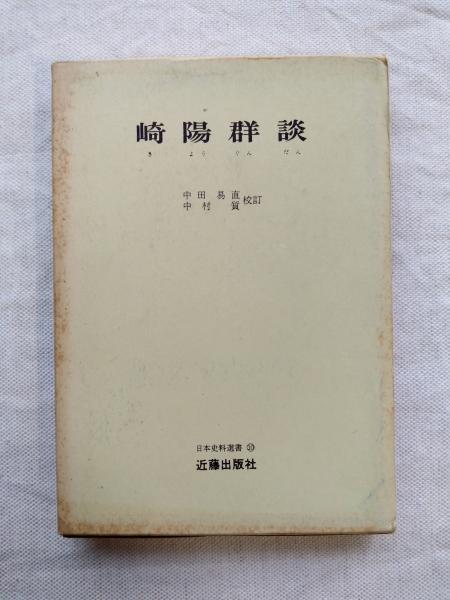 崎陽群談
きようぐんだん
中田易直
中村質 校訂
日本史料選書 ⑩
近藤出版社